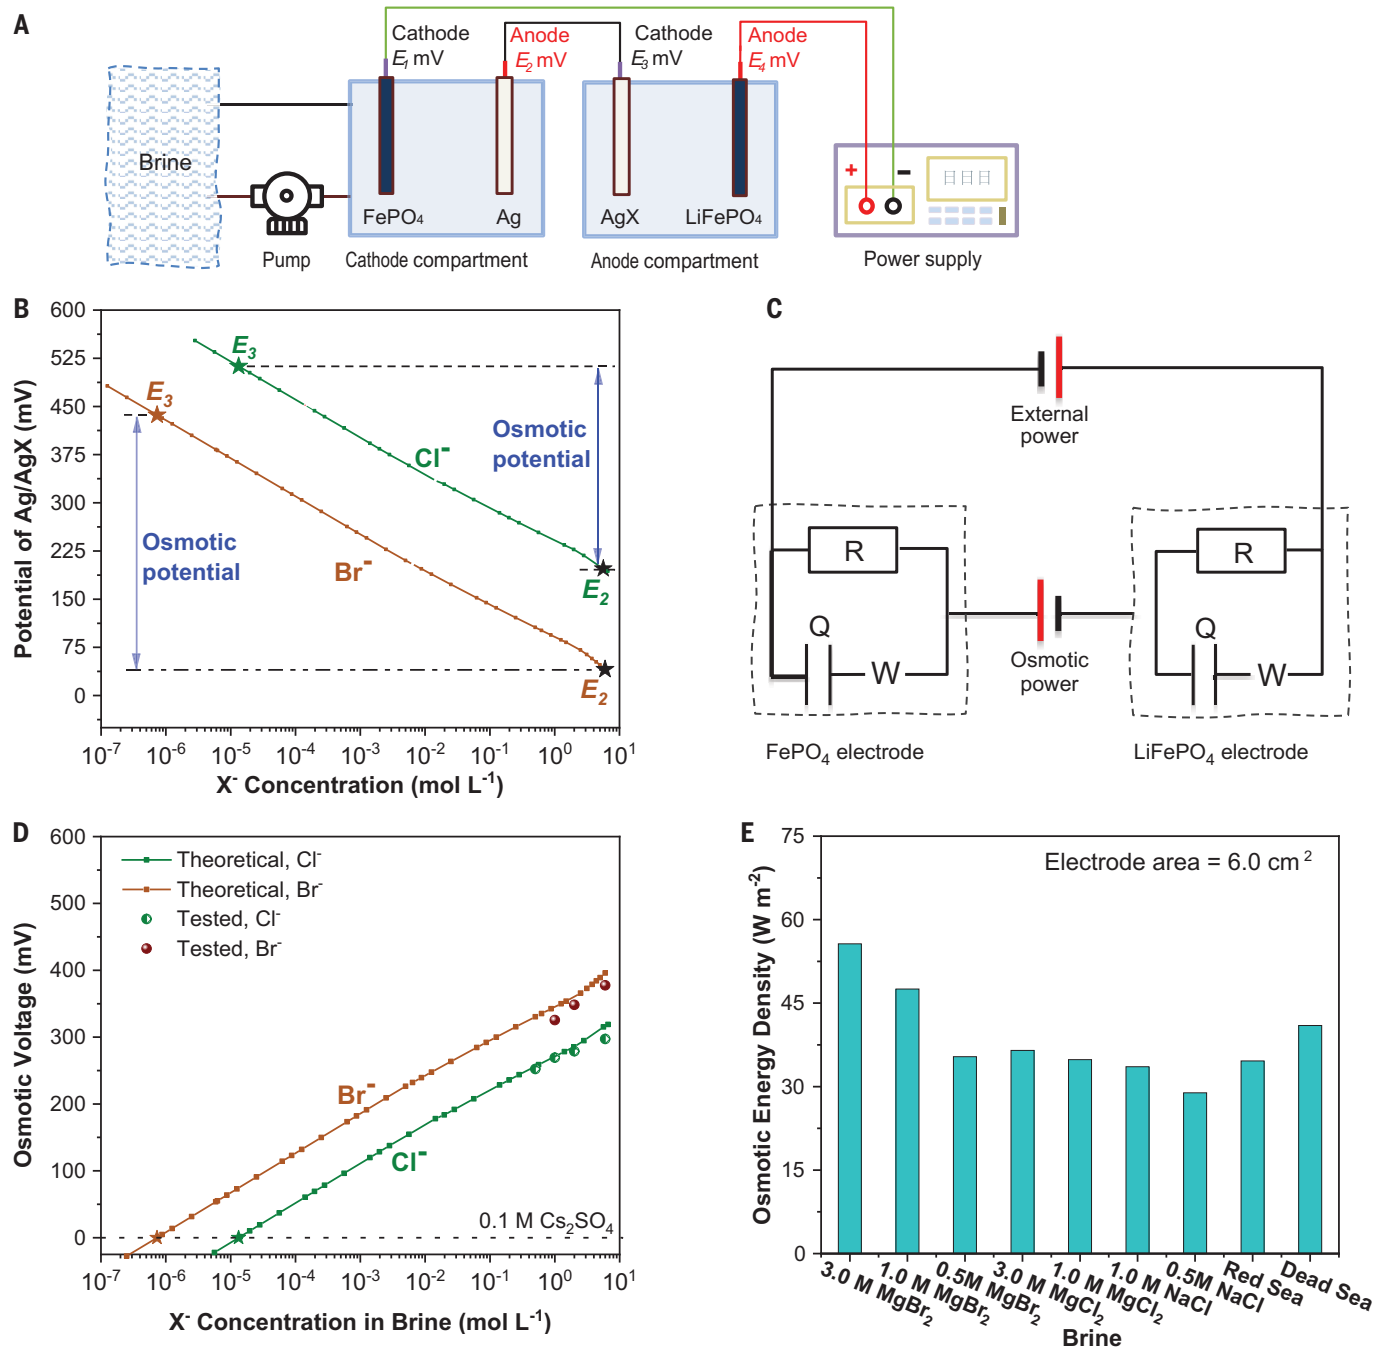 A
Cathode
E₁ mV
Anode
E₂ mV
Cathode
E₃ mV
Anode
E₄ mV
Brine
FePO₄
Ag
AgX
LiFePO₄
+
-
Pump
Cathode compartment
Anode compartment
Power supply
B
Potential of Ag/AgX (mV)
600
525
450
375
300
225
150
75
0
E₃
E₃
Osmotic
potential
Cl⁻
Osmotic
potential
Br⁻
E₂
E₂
10⁻⁷ 10⁻⁶ 10⁻⁵ 10⁻⁴ 10⁻³ 10⁻² 10⁻¹ 10⁰ 10¹
X⁻ Concentration (mol L⁻¹)
C
External
power
R
Q
W
Osmotic
power
R
Q
W
FePO₄ electrode
LiFePO₄ electrode
D
Osmotic Voltage (mV)
600
500
400
300
200
100
0
Theoretical, Cl⁻
Theoretical, Br⁻
Tested, Cl⁻
Tested, Br⁻
Br⁻
Cl⁻
0.1 M Cs₂SO₄
10⁻⁷ 10⁻⁶ 10⁻⁵ 10⁻⁴ 10⁻³ 10⁻² 10⁻¹ 10⁰ 10¹
X⁻ Concentration in Brine (mol L⁻¹)
E
Osmotic Energy Density (W m⁻²)
75
60
45
30
15
0
Electrode area = 6.0 cm²
3.0 M MgBr₂
1.0 M MgBr₂
0.5M MgBr₂
3.0 M MgCl₂
1.0 M MgCl₂
1.0 M NaCl
0.5M NaCl
Red Sea
Dead Sea
Brine